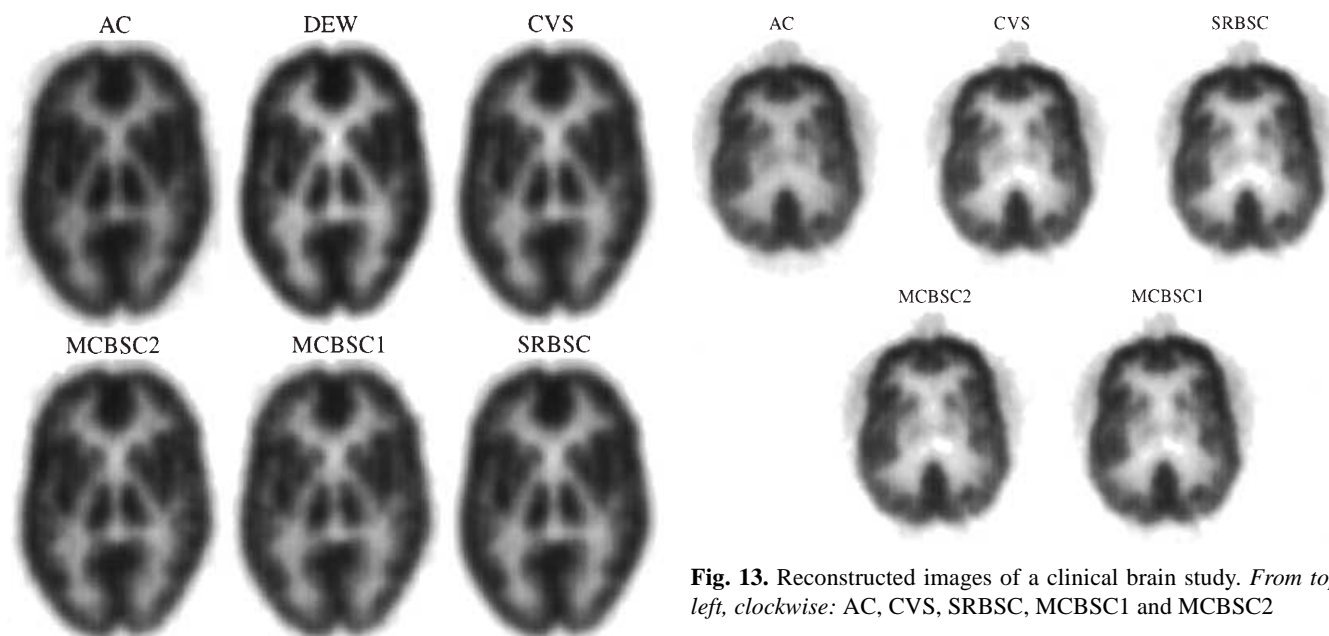 AC DEW CVS
MCBSC2 MCBSC1 SRBSC
AC CVS SRBSC
MCBSC2 MCBSC1
Fig. 13. Reconstructed images of a clinical brain study. From
left, clockwise: AC, CVS, SRBSC, MCBSC1 and MCBSC2